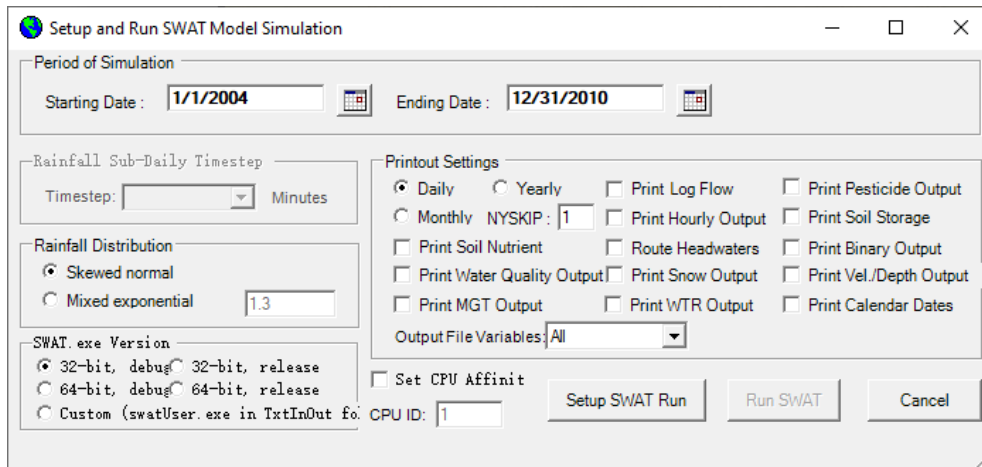 Setup and Run SWAT Model Simulation
Period of Simulation
Starting Date : 1/1/2004 Ending Date : 12/31/2010
Rainfall Sub-Daily Timestep
Timestep: Minutes
Rainfall Distribution
Skewed normal
Mixed exponential 1.3
SWAT.exe Version
32-bit, debug 32-bit, release
64-bit, debug 64-bit, release
Custom (swatUser.exe in TxtInOut fo
Printout Settings
Daily Yearly Print Log Flow Print Pesticide Output
Monthly NYSKIP : 1 Print Hourly Output Print Soil Storage
Print Soil Nutrient Route Headwaters Print Binary Output
Print Water Quality Output Print Snow Output Print Vel./Depth Output
Print MGT Output Print WTR Output Print Calendar Dates
Output File Variables: All
Set CPU Affinit
CPU ID: 1
Setup SWAT Run Run SWAT Cancel